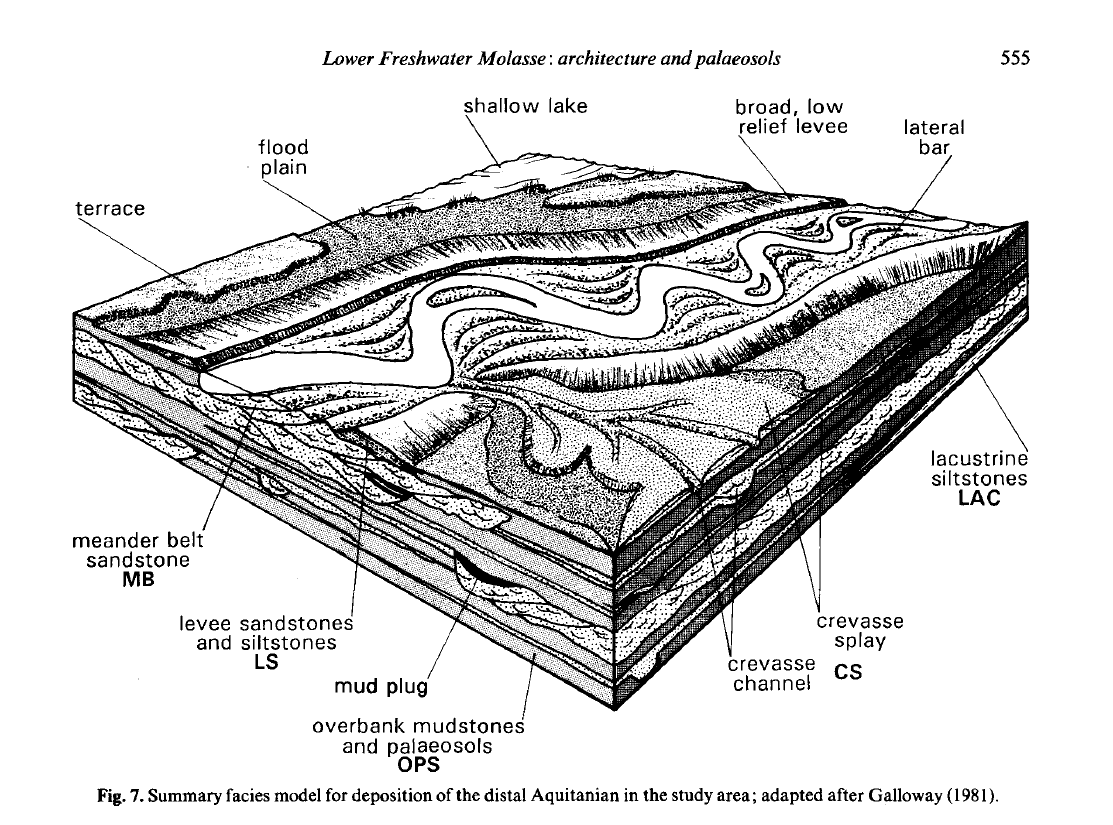 Lower Freshwater Molasse: architecture and palaeosols
555
shallow lake
broad, low
relief levee
lateral
bar
flood
plain
terrace
lacustrine
siltstones
LAC
meander belt
sandstone
MB
levee sandstones
and siltstones
LS
mud plug
crevasse
splay
CS
crevasse
channel
overbank mudstones
and palaeosols
OPS
Fig. 7. Summary facies model for deposition of the distal Aquitanian in the study area; adapted after Galloway (1981).